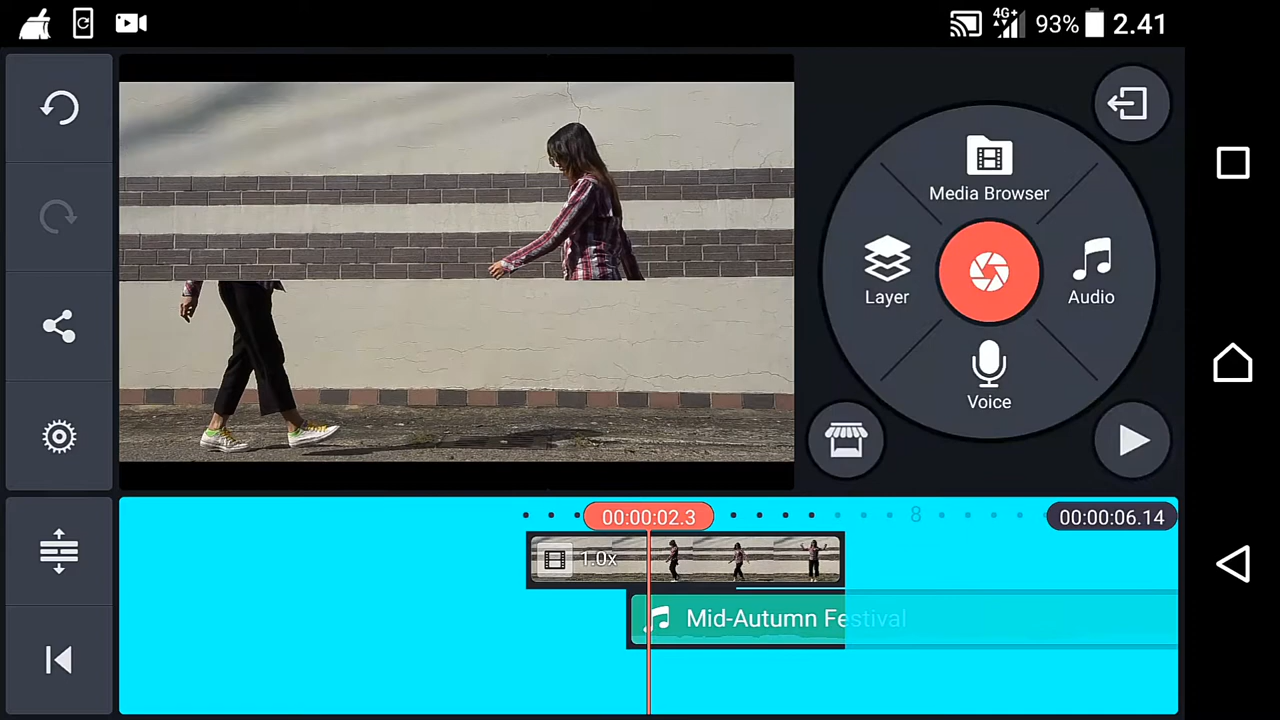 4G+
93%
2.41
Media Browser
Layer
Audio
Voice
00:00:02.3
8
00:00:06.14
1.0x
Mid-Autumn Festival